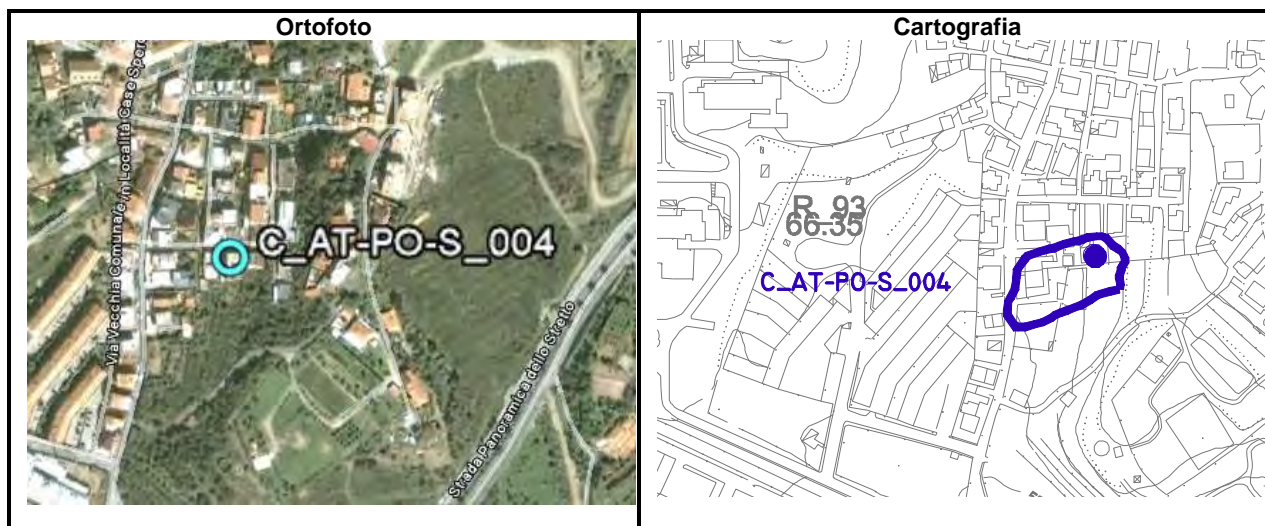 Ortofoto
Cartografia
Via Vecchia Comunale in Località Case Spero
C_AT-PO-S_004
Strada Panoramica dello Stretto
R 93
66.35
C_AT-PO-S_004